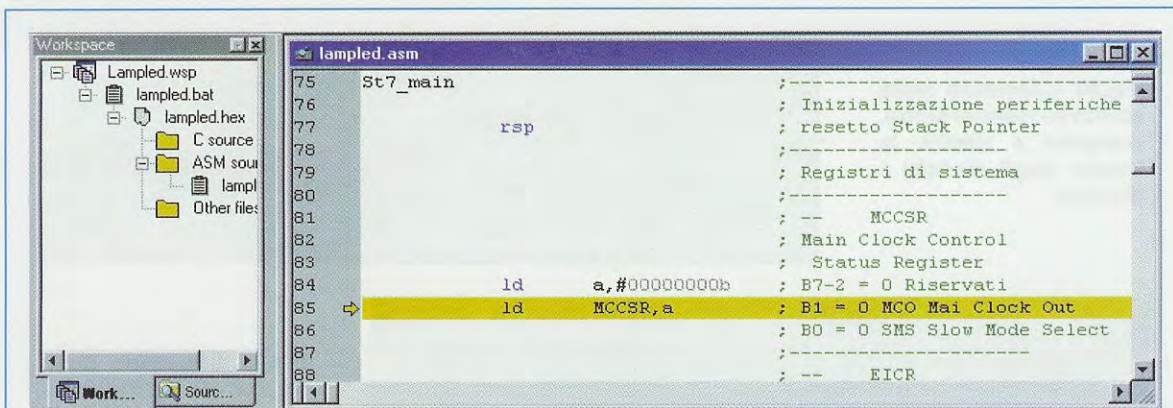 Workspace
Lampled.wsp
lampled.bat
lampled.hex
C source
ASM sour
lampl
Other files
Work...
Sourc...
lampled.asm
75 St7_main ;-----------------------------------
76 ; Inizializzazione periferiche
77 rsp ; resetto Stack Pointer
78 ;--------------------
79 ; Registri di sistema
80 ;--------------------
81 ; -- MCCSR
82 ; Main Clock Control
83 ; Status Register
84 ld a,#00000000b ; B7-2 = 0 Riservati
85 ld MCCSR,a ; B1 = 0 MCO Mai Clock Out
86 ; B0 = 0 SMS Slow Mode Select
87 ;----------------------
88 ; -- EICR